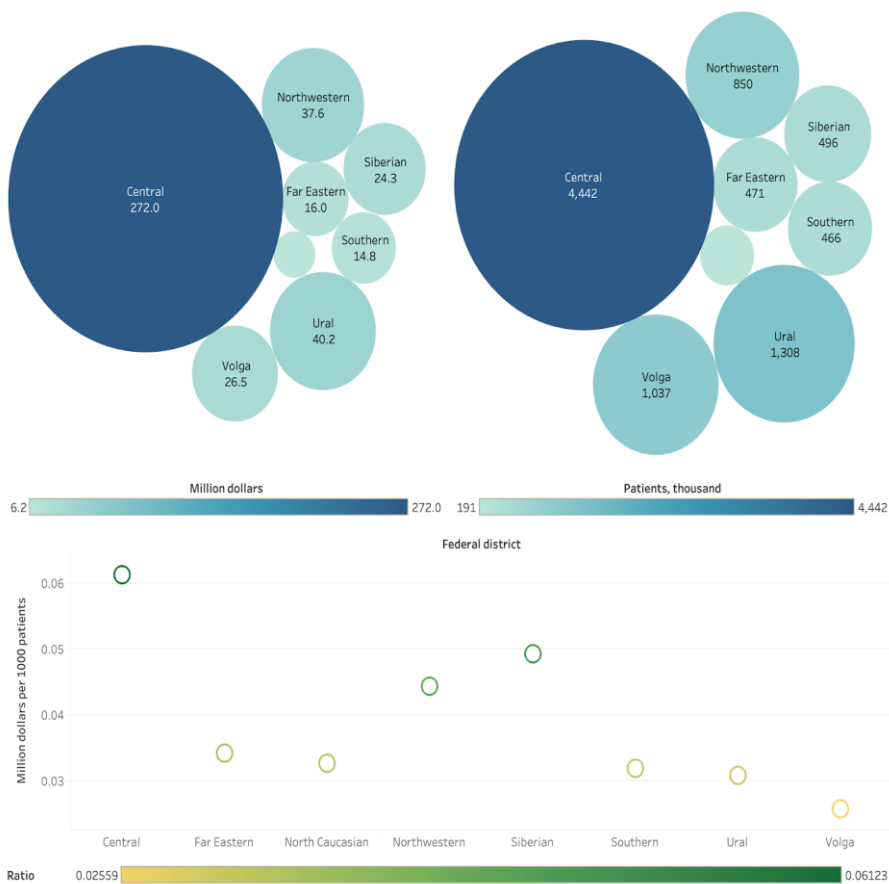 Northwestern
37.6
Siberian
24.3
Central
272.0
Far Eastern
16.0
Southern
14.8
Ural
40.2
Volga
26.5
Northwestern
850
Siberian
496
Central
4,442
Far Eastern
471
Southern
466
Ural
1,308
Volga
1,037
Million dollars
6.2
272.0
Patients, thousand
191
4,442
Federal district
Million dollars per 1000 patients
0.06
0.05
0.04
0.03
Central
Far Eastern
North Caucasian
Northwestern
Siberian
Southern
Ural
Volga
Ratio
0.02559
0.06123